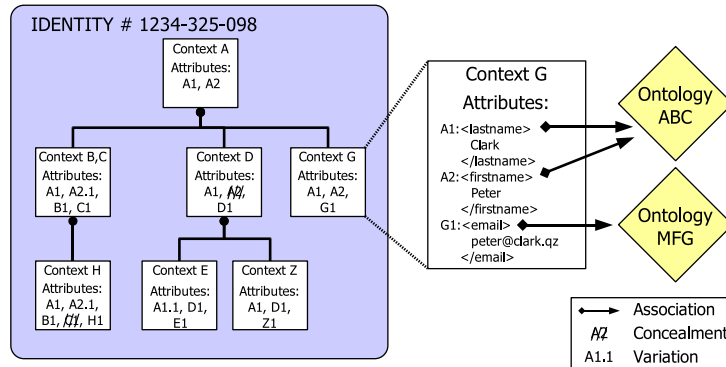 IDENTITY # 1234-325-098
Context A
Attributes:
A1, A2
Context B,C
Attributes:
A1, A2.1,
B1, C1
Context D
Attributes:
A1, A2,
D1
Context G
Attributes:
A1, A2,
G1
Context H
Attributes:
A1, A2.1,
B1, C1, H1
Context E
Attributes:
A1.1, D1,
E1
Context Z
Attributes:
A1, D1,
Z1
Context G
Attributes:
A1:<lastname>
Clark
</lastname>
A2:<firstname>
Peter
</firstname>
G1:<email>
peter@clark.qz
</email>
Ontology
ABC
Ontology
MFG
Association
A2 Concealment
A1.1 Variation